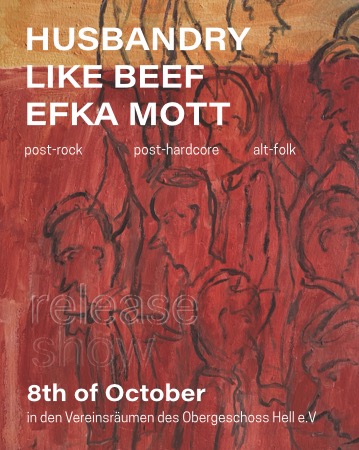 HUSBANDRY
LIKE BEEF
EFKA MOTT
post-rock post-hardcore alt-folk
release
show
8th of October
in den Vereinsräumen des Obergeschoss Hell e.V